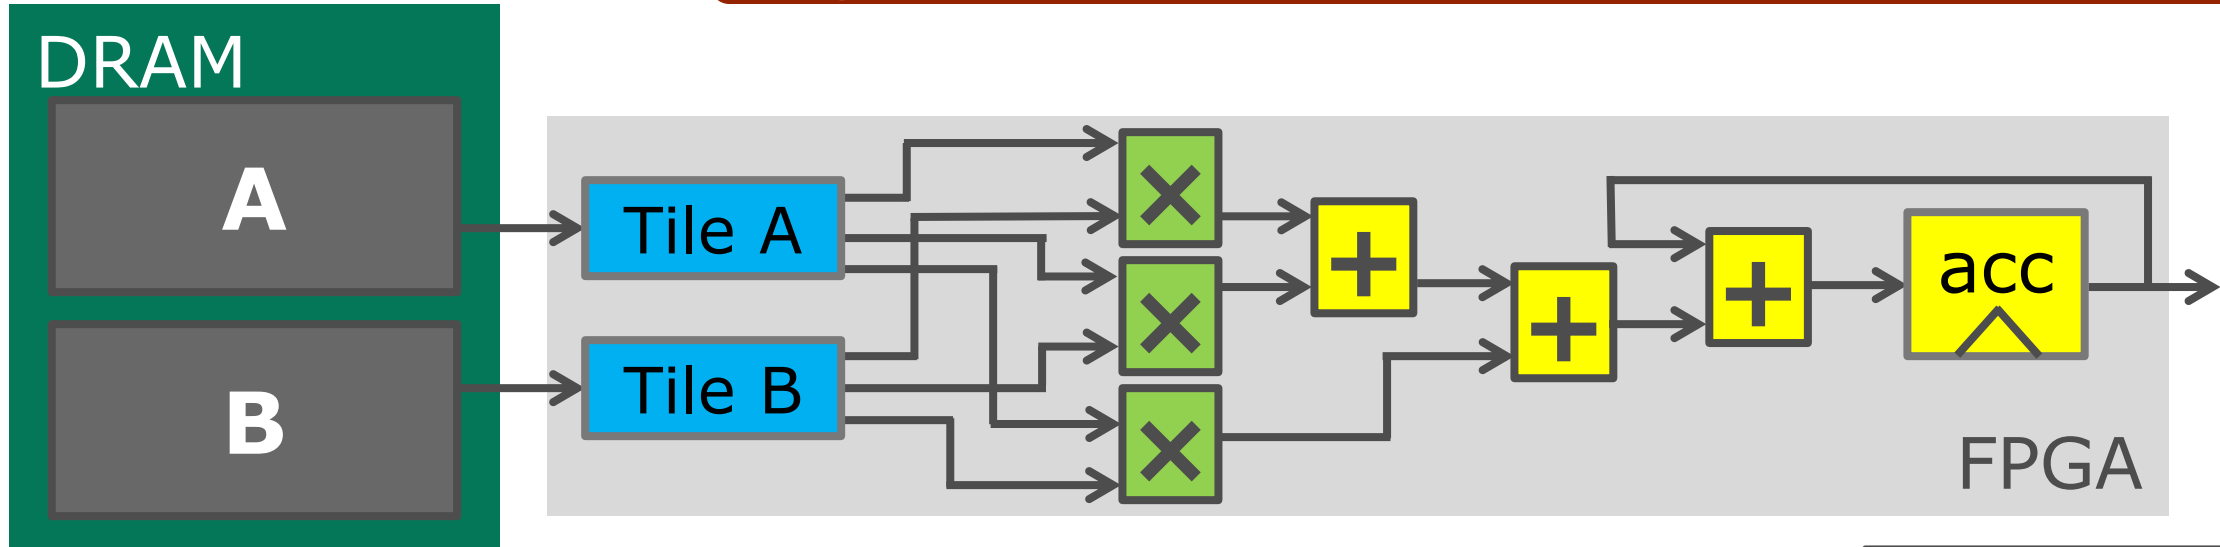 DRAM
A
B
Tile A
Tile B
×
×
×
+
+
+
acc
FPGA